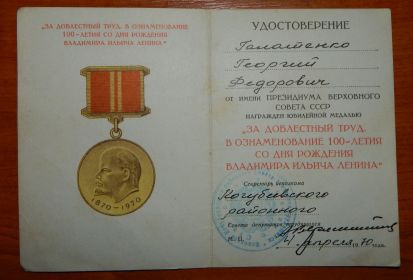 „ЗА ДОБЛЕСТНЫЙ ТРУД.
В ОЗНАМЕНОВАНИЕ
100-ЛЕТИЯ СО ДНЯ РОЖДЕНИЯ
ВЛАДИМИРА ИЛЬИЧА ЛЕНИНА“
1870-1970
УДОСТОВЕРЕНИЕ
Георгий
Федорович
ОТ ИМЕНИ ПРЕЗИДИУМА ВЕРХОВНОГО
СОВЕТА СССР
НАГРАЖДЕН ЮБИЛЕЙНОЙ МЕДАЛЬЮ
„ЗА ДОБЛЕСТНЫЙ ТРУД.
В ОЗНАМЕНОВАНИЕ 100-ЛЕТИЯ
СО ДНЯ РОЖДЕНИЯ
ВЛАДИМИРА ИЛЬИЧА ЛЕНИНА“
Секретарь исполкома
Кочубеевского
районного
Совета депутатов трудящихся
М. П.
апреля 1970 года